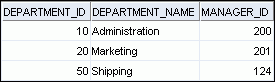 DEPARTMENT_ID DEPARTMENT_NAME MANAGER_ID
10 Administration 200
20 Marketing 201
50 Shipping 124